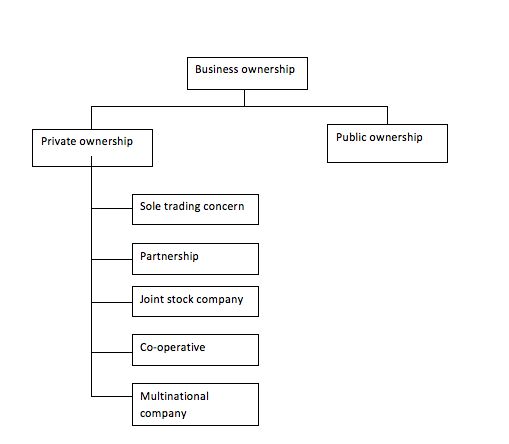 Business ownership
Private ownership
Public ownership
Sole trading concern
Partnership
Joint stock company
Co-operative
Multinational
company